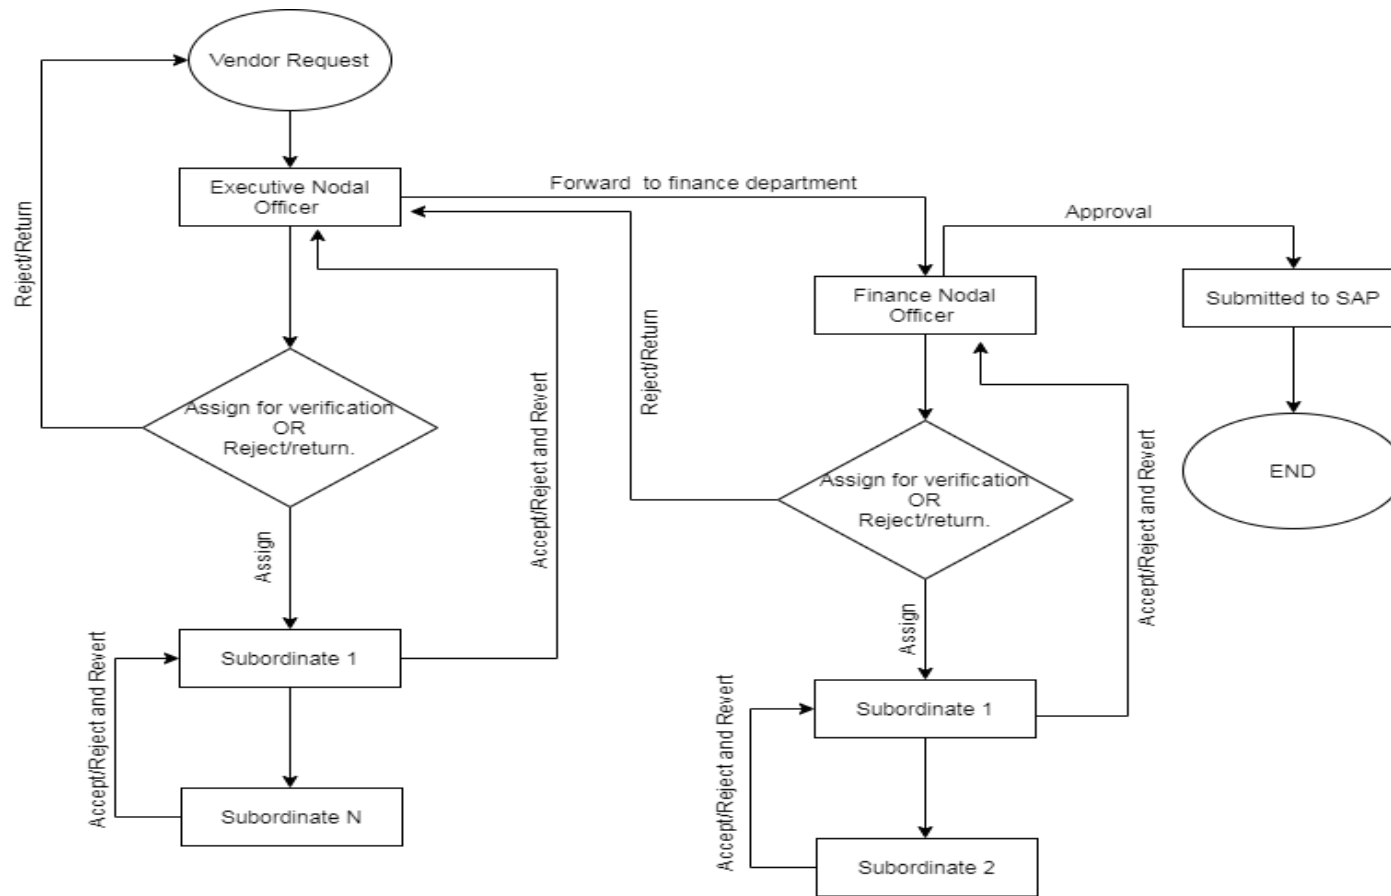 Vendor Request
Executive Nodal
Officer
Forward to finance department
Approval
Reject/Return
Finance Nodal
Officer
Submitted to SAP
Reject/Return
Assign for verification
OR
Reject/return.
Accept/Reject and Revert
Assign for verification
OR
Reject/return.
Accept/Reject and Revert
END
Assign
Assign
Subordinate 1
Accept/Reject and Revert
Subordinate 1
Accept/Reject and Revert
Subordinate N
Subordinate 2